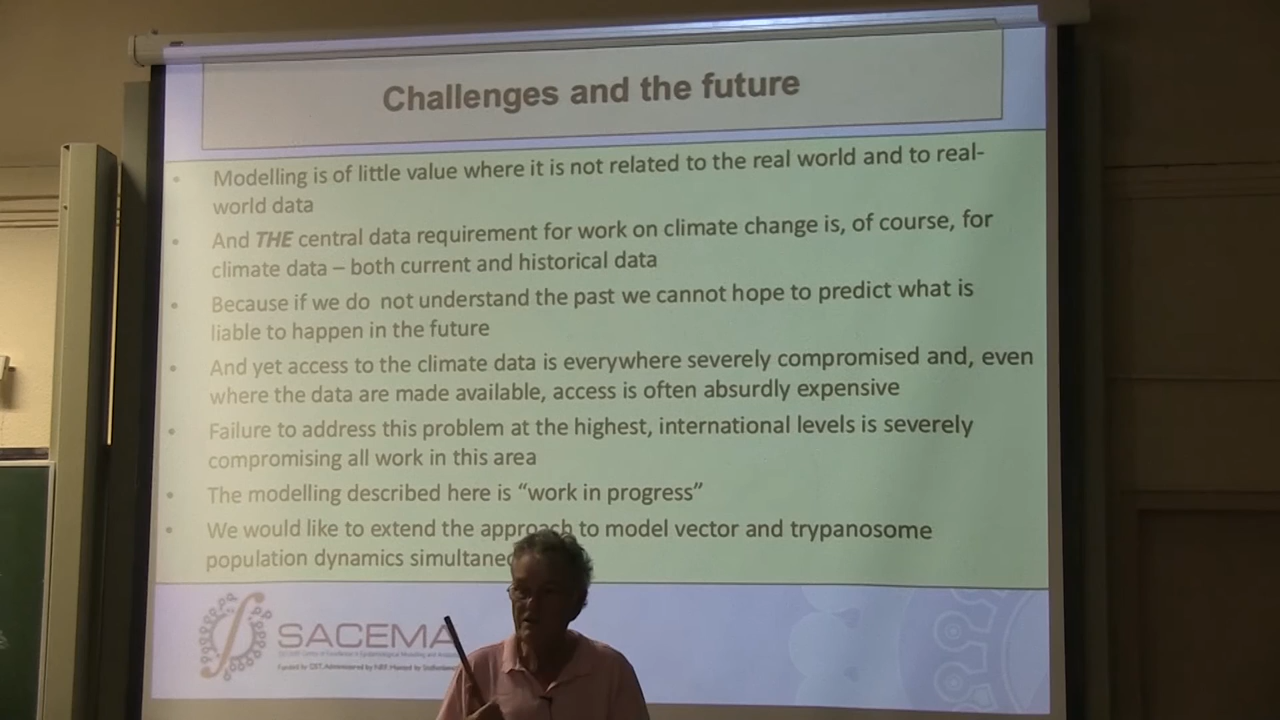 Challenges and the future
Modelling is of little value where it is not related to the real world and to real-
world data
And THE central data requirement for work on climate change is, of course, for
climate data – both current and historical data
Because if we do not understand the past we cannot hope to predict what is
liable to happen in the future
And yet access to the climate data is everywhere severely compromised and, even
where the data are made available, access is often absurdly expensive
Failure to address this problem at the highest, international levels is severely
compromising all work in this area
The modelling described here is “work in progress”
We would like to extend the approach to model vector and trypanosome
population dynamics
SACEMA